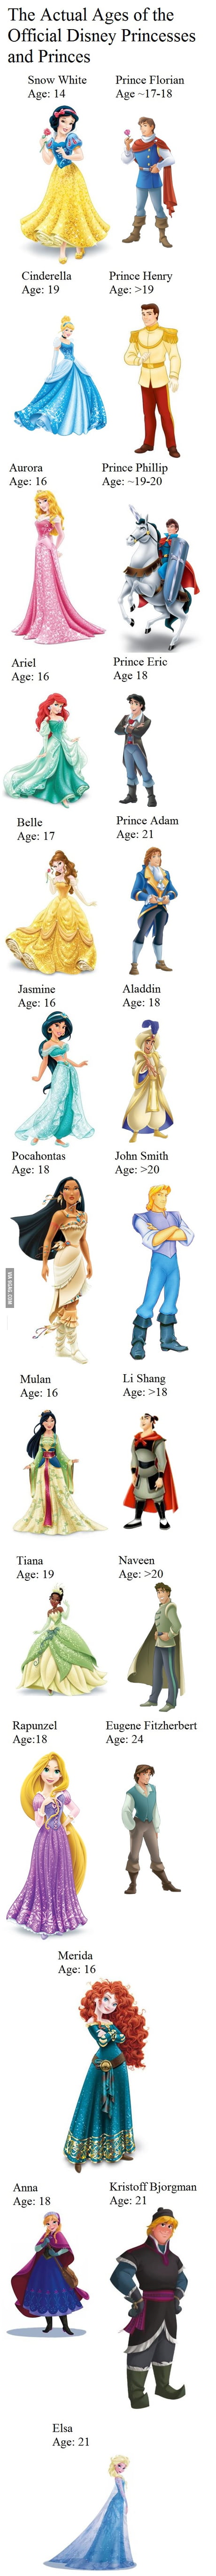 The Actual Ages of the
Official Disney Princesses
and Princes
Snow White Prince Florian
Age: 14 Age ~17-18
Cinderella Prince Henry
Age: 19 Age: >19
Aurora Prince Phillip
Age: 16 Age: ~19-20
Ariel Prince Eric
Age: 16 Age 18
Belle Prince Adam
Age: 17 Age: 21
Jasmine Aladdin
Age: 16 Age: 18
Pocahontas John Smith
Age: 18 Age: >20
VIA 9GAG.COM
Mulan Li Shang
Age: 16 Age: >18
Tiana Naveen
Age: 19 Age: >20
Rapunzel Eugene Fitzherbert
Age:18 Age: 24
Merida
Age: 16
Anna Kristoff Bjorgman
Age: 18 Age: 21
Elsa
Age: 21